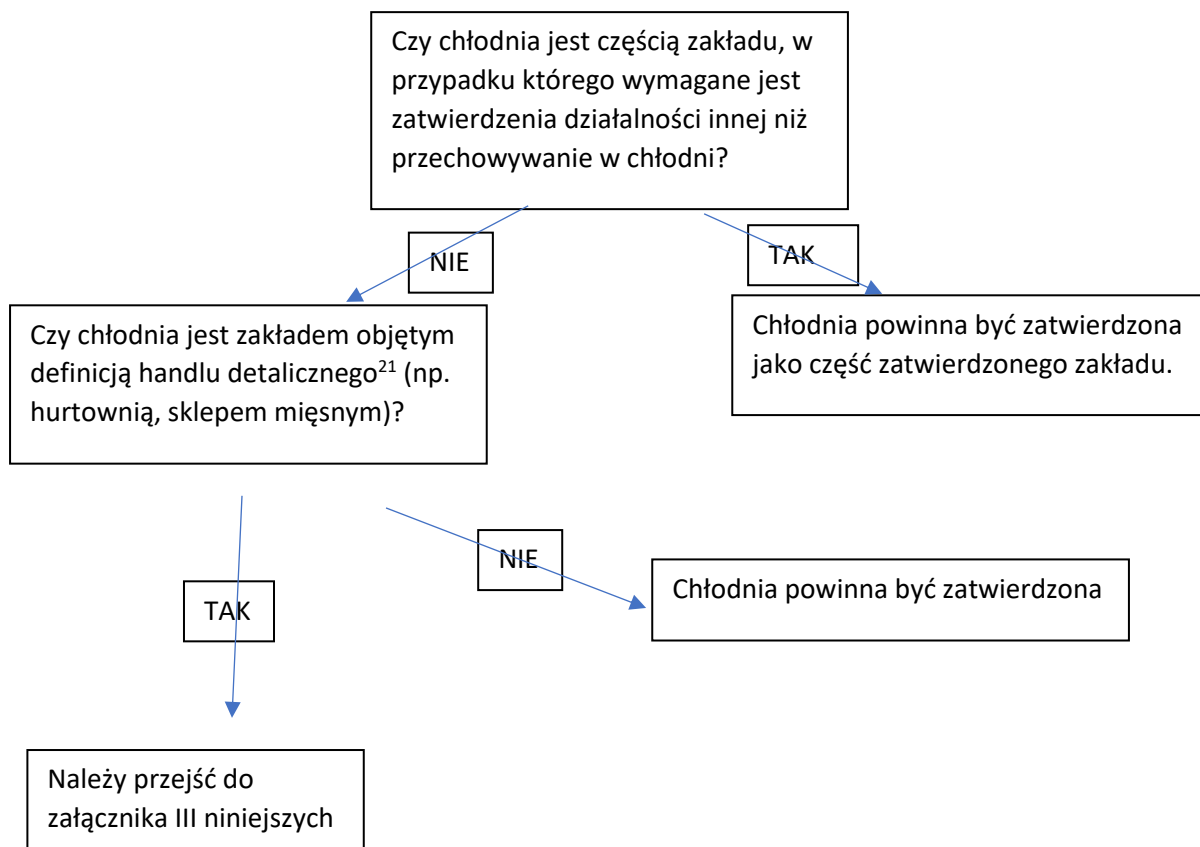 Czy chłodnia jest częścią zakładu, w
przypadku którego wymagane jest
zatwierdzenia działalności innej niż
przechowywanie w chłodni?
NIE
TAK
Czy chłodnia jest zakładem objętym
definicją handlu detalicznego²¹ (np.
hurtownią, sklepem mięsnym)?
Chłodnia powinna być zatwierdzona
jako część zatwierdzonego zakładu.
NIE
TAK
Chłodnia powinna być zatwierdzona
Należy przejść do
załącznika III niniejszych